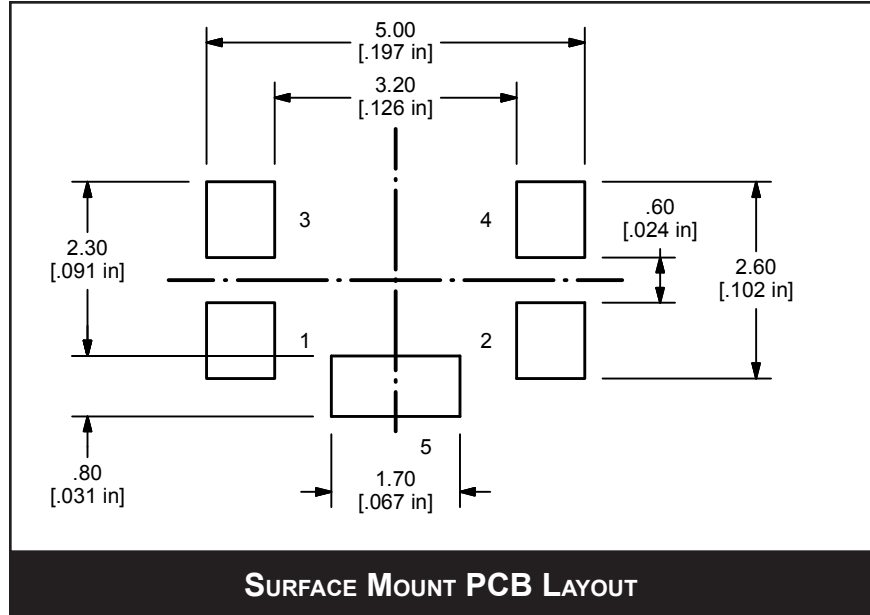 5.00
[.197 in]
3.20
[.126 in]
3
4
.60
[.024 in]
2.30
[.091 in]
2.60
[.102 in]
1
2
5
.80
[.031 in]
1.70
[.067 in]
SURFACE MOUNT PCB LAYOUT